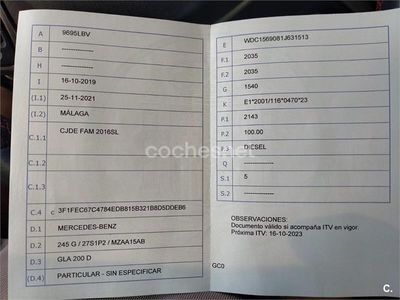 A 9695LBV
B ---------------
H ---------------
I 16-10-2019
(I.1) 25-11-2021
(I.2) MÁLAGA
C.1.1 CJDE FAM 2016SL
C.1.2
C.1.3
C.4 c 3F1FEC67C4784EDB815B321B8D5DDEB6
D.1 MERCEDES-BENZ
D.2 245 G / 27S1P2 / MZAA15AB
D.3 GLA 200 D
(D.4) PARTICULAR - SIN ESPECIFICAR
E WDC1569081J631513
F.1 2035
F.2 2035
G 1540
K E1*2001/116*0470*23
P.1 2143
P.2 100.00
P.3 DIESEL
Q ---------------
S.1 5
S.2 ---------------
OBSERVACIONES:
Documento válido si acompaña ITV en vigor.
Próxima ITV: 16-10-2023
GC0
coches.net
C.